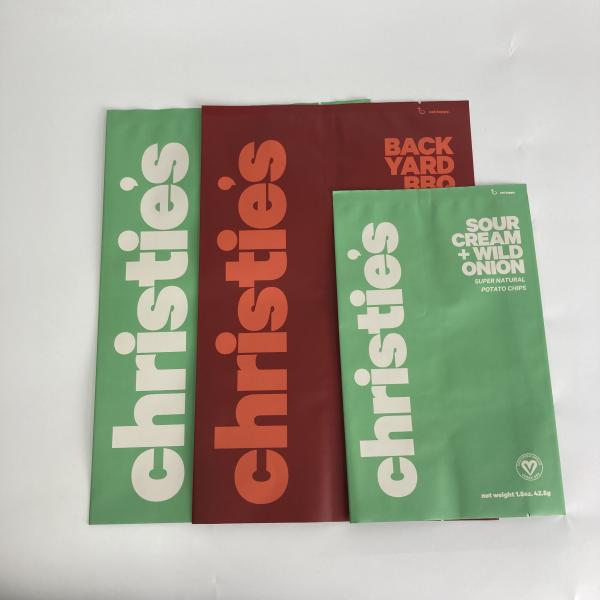 christie's
christie's
BACK
YARD
BBQ
christie's
SOUR
CREAM
+ WILD
ONION
SUPER NATURAL
POTATO CHIPS
net weight 1.5oz. 42.5g